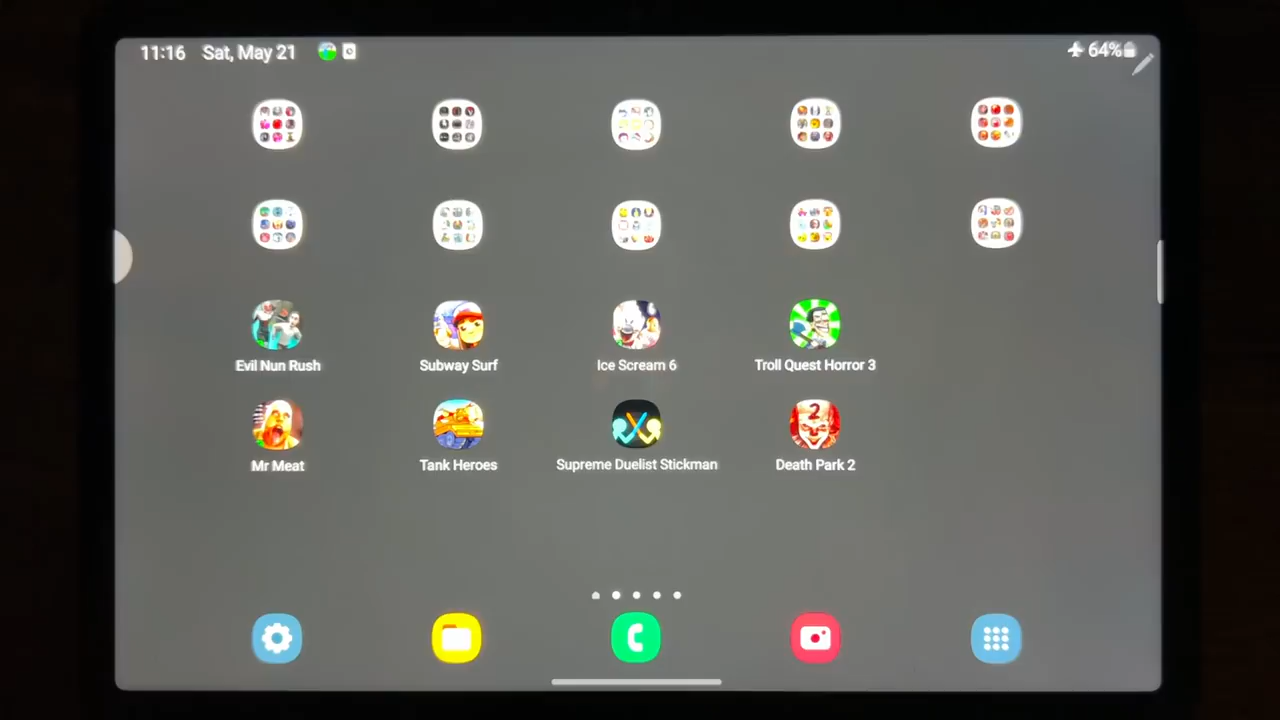 11:16 Sat, May 21 64%
Evil Nun Rush Subway Surf Ice Scream 6 Troll Quest Horror 3
2
Mr Meat Tank Heroes Supreme Duelist Stickman Death Park 2